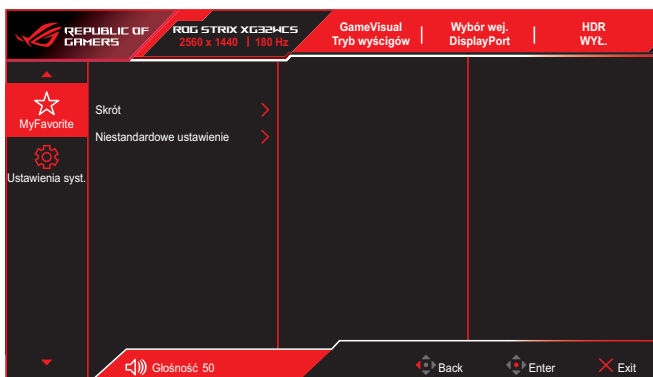 REPUBLIC OF
GAMERS
ROG STRIX XG32WCS
2560 x 1440 | 180 Hz
GameVisual
Tryb wyścigów
Wybór wej.
DisplayPort
HDR
WYŁ.
MyFavorite
Skrót
Niestandardowe ustawienie
Ustawienia syst.
Głośność 50
Back
Enter
Exit